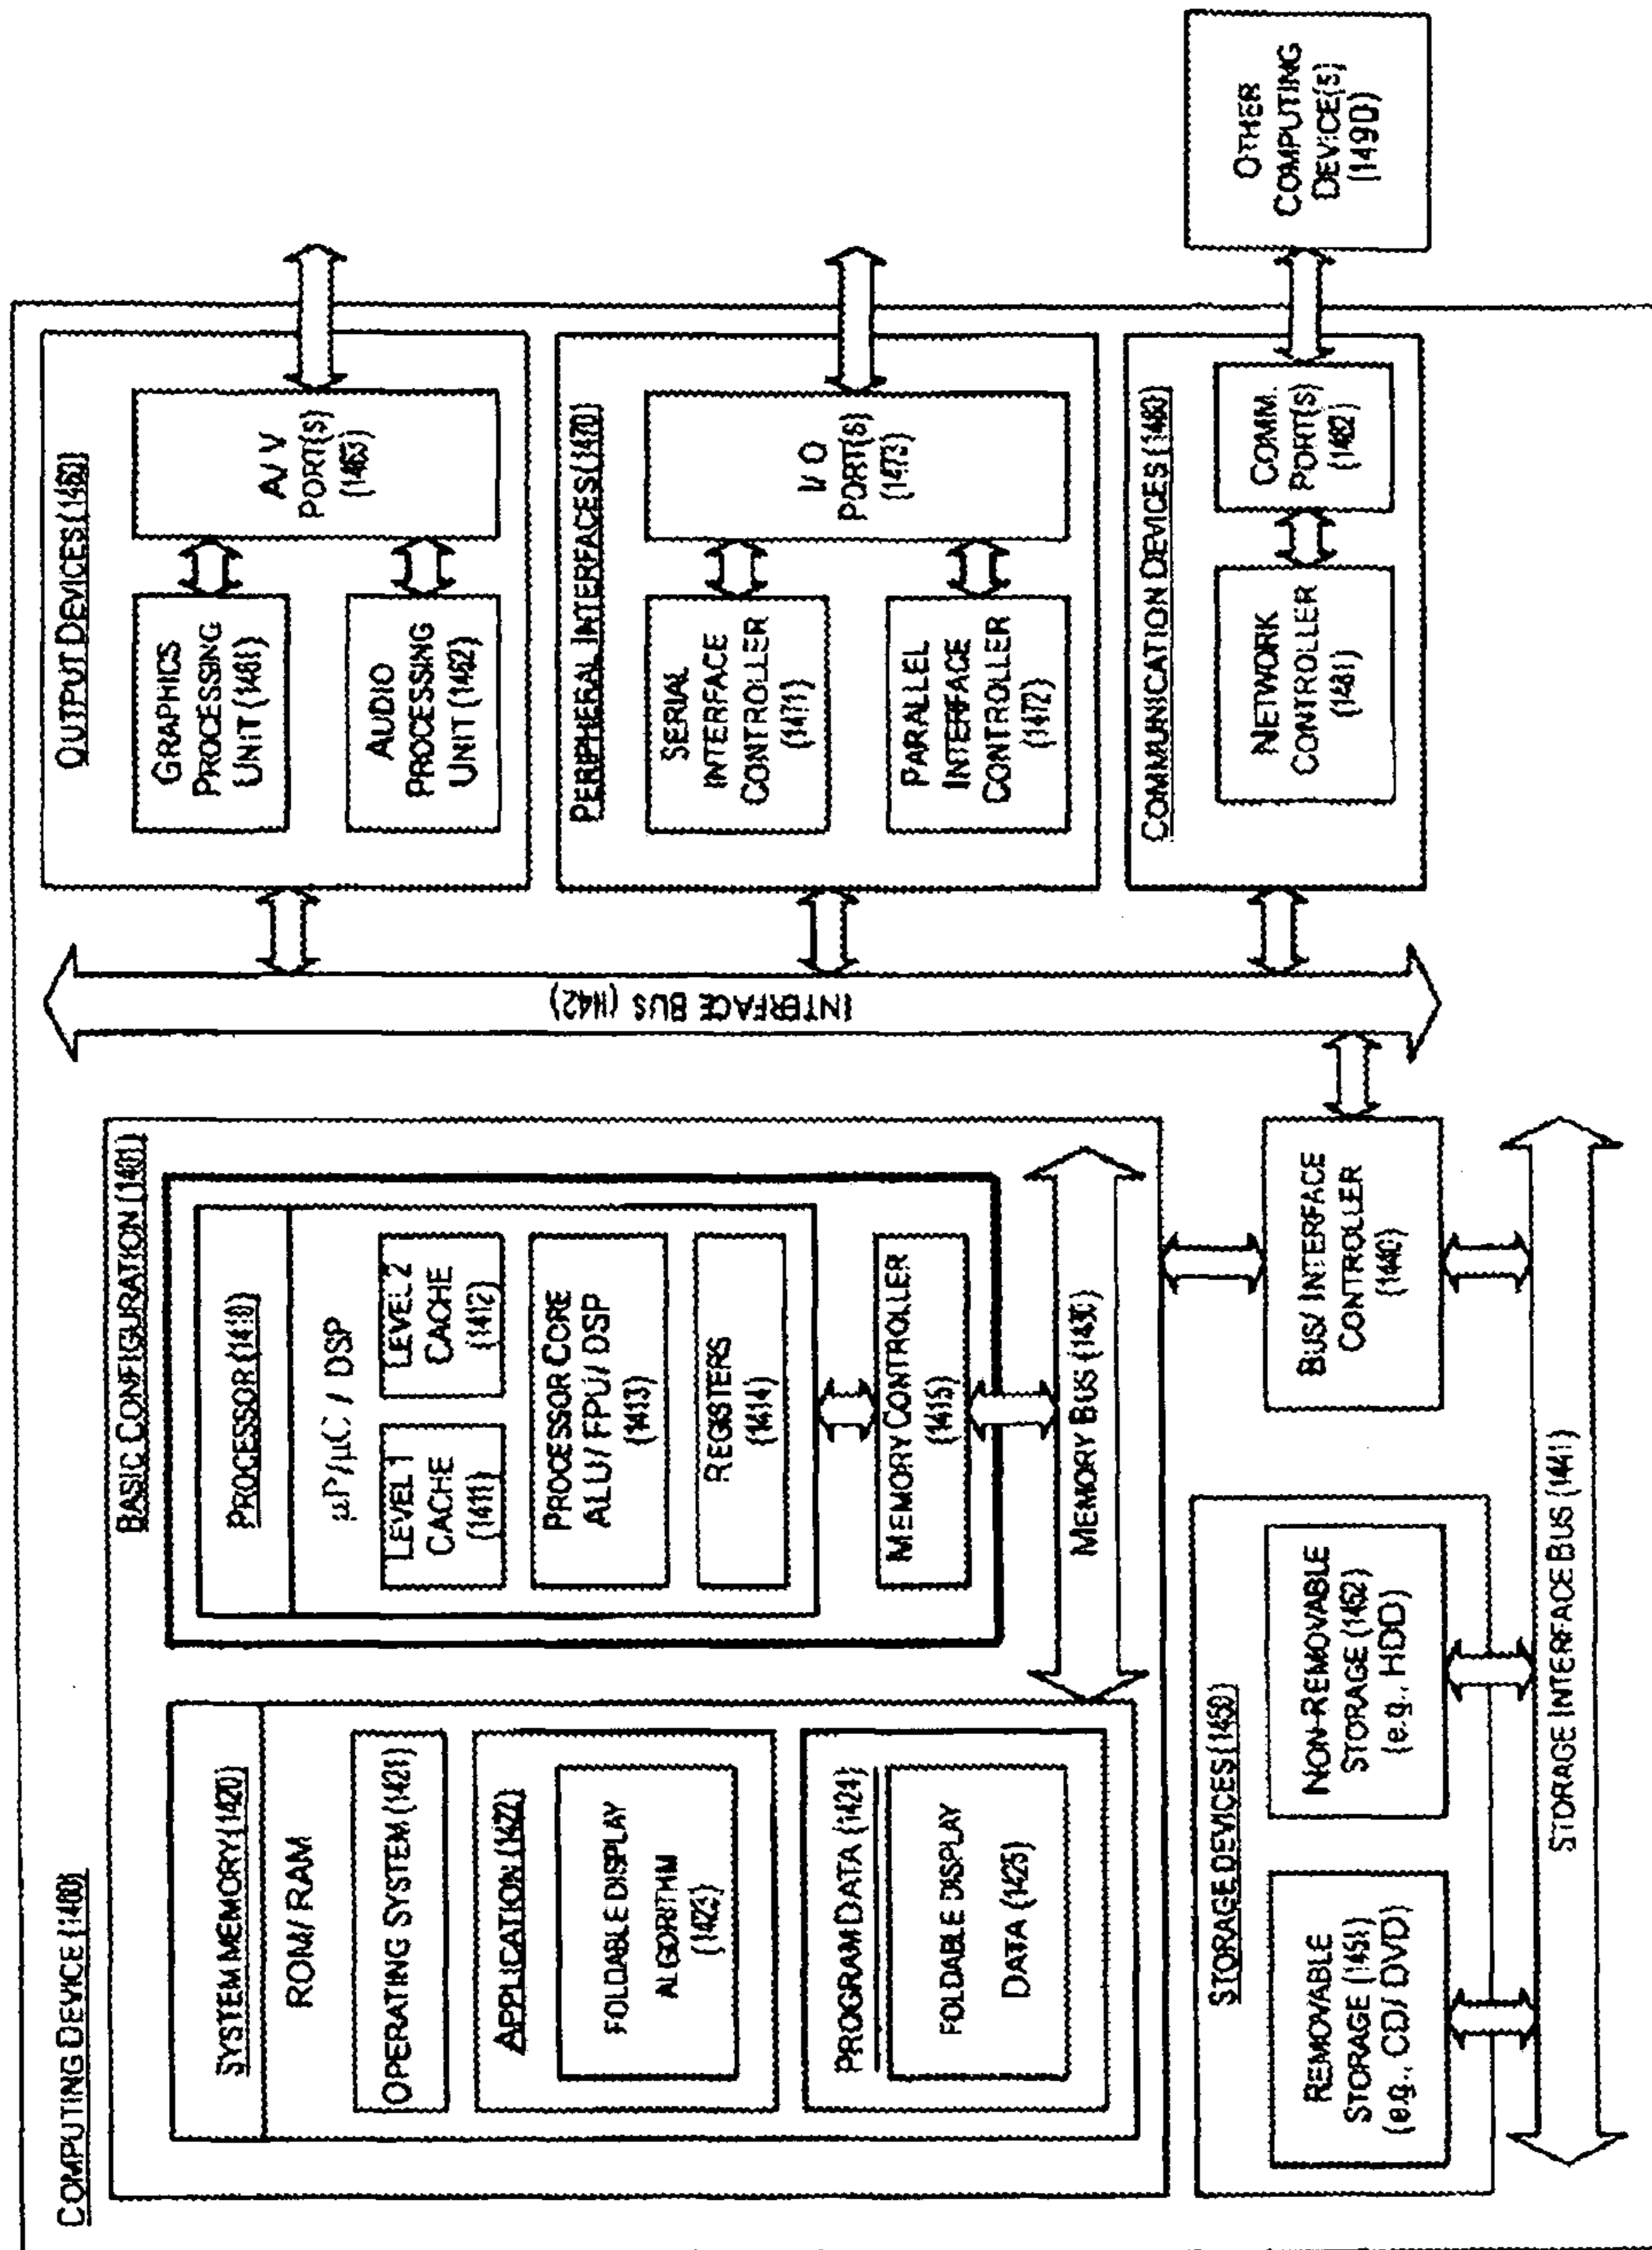 COMPUTING DEVICE (1400)
BASIC CONFIGURATION (1401)
SYSTEM MEMORY (1420)
ROM/ RAM
OPERATING SYSTEM (1421)
APPLICATION (1422)
FOLDABLE DISPLAY
ALGORITHM
(1423)
PROGRAM DATA (1424)
FOLDABLE DISPLAY
DATA (1425)
PROCESSOR (1410)
µP/µC / DSP
LEVEL 1
CACHE
(1411)
LEVEL 2
CACHE
(1412)
PROCESSOR CORE
ALU/ FPU/ DSP
(1413)
REGISTERS
(1414)
MEMORY CONTROLLER
(1415)
MEMORY BUS (1430)
BUS/ INTERFACE
CONTROLLER
(1440)
STORAGE DEVICES (1450)
REMOVABLE
STORAGE (1451)
(e.g., CD/ DVD)
NON-REMOVABLE
STORAGE (1452)
(e.g., HDD)
STORAGE INTERFACE BUS (1441)
INTERFACE BUS (1442)
OUTPUT DEVICES (1460)
GRAPHICS
PROCESSING
UNIT (1461)
AUDIO
PROCESSING
UNIT (1462)
A/ V
PORT(S)
(1463)
PERIPHERAL INTERFACES (1470)
SERIAL
INTERFACE
CONTROLLER
(1471)
PARALLEL
INTERFACE
CONTROLLER
(1472)
I/ O
PORT(S)
(1473)
COMMUNICATION DEVICES (1480)
NETWORK
CONTROLLER
(1481)
COMM.
PORT(S)
(1482)
OTHER
COMPUTING
DEVICE(S)
(1490)